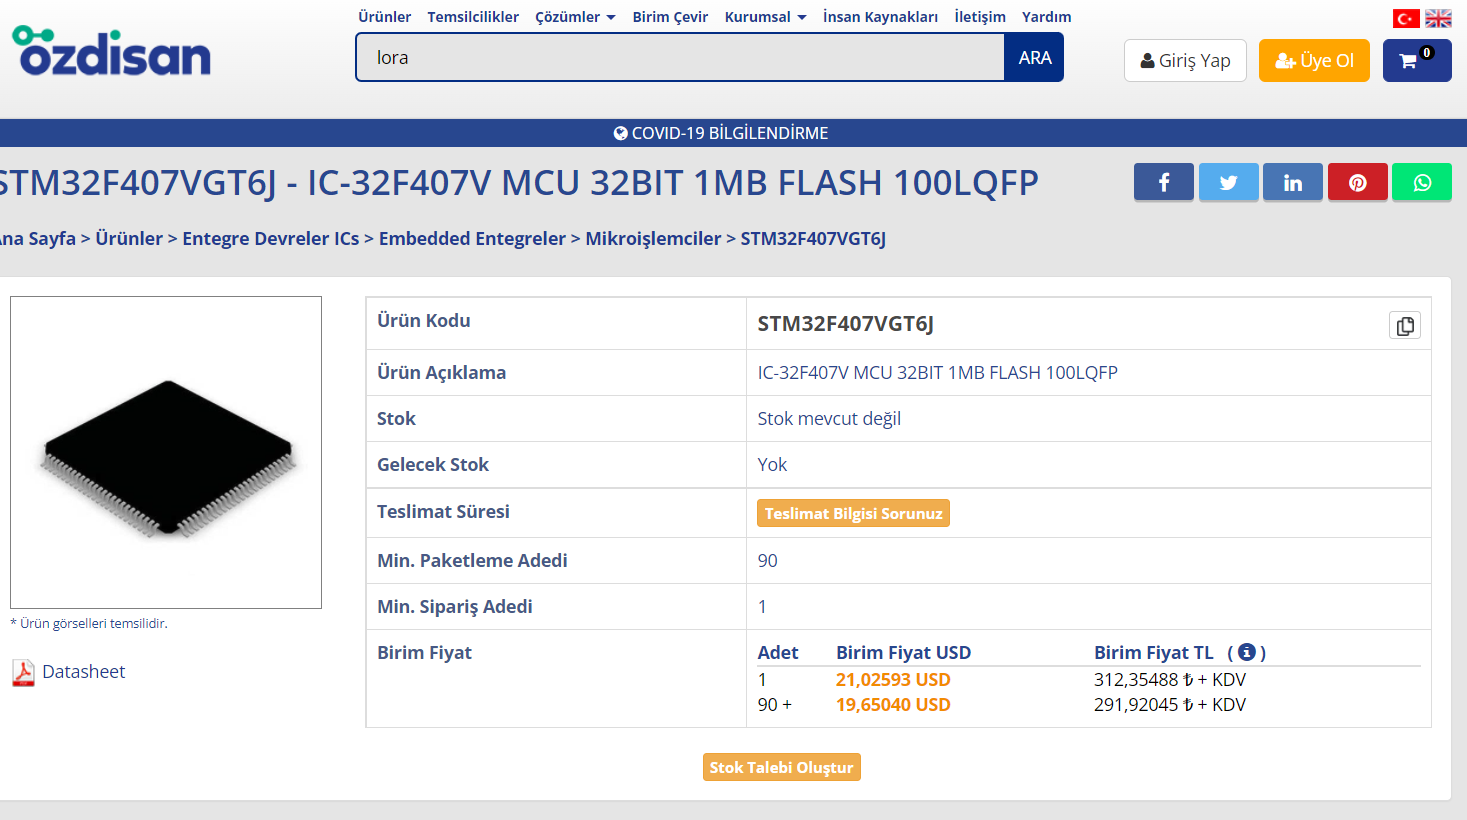 özdisan
Ürünler Temsilcilikler Çözümler Birim Çevir Kurumsal İnsan Kaynakları İletişim Yardım
lora ARA
Giriş Yap Üye Ol 0
COVID-19 BİLGİLENDİRME
STM32F407VGT6J - IC-32F407V MCU 32BIT 1MB FLASH 100LQFP
Ana Sayfa > Ürünler > Entegre Devreler ICs > Embedded Entegreler > Mikroişlemciler > STM32F407VGT6J
Ürün Kodu STM32F407VGT6J
Ürün Açıklama IC-32F407V MCU 32BIT 1MB FLASH 100LQFP
Stok Stok mevcut değil
Gelecek Stok Yok
Teslimat Süresi Teslimat Bilgisi Sorunuz
Min. Paketleme Adedi 90
Min. Sipariş Adedi 1
Birim Fiyat Adet Birim Fiyat USD Birim Fiyat TL ( i )
1 21,02593 USD 312,35488 ₺ + KDV
90 + 19,65040 USD 291,92045 ₺ + KDV
* Ürün görselleri temsilidir.
Datasheet
Stok Talebi Oluştur